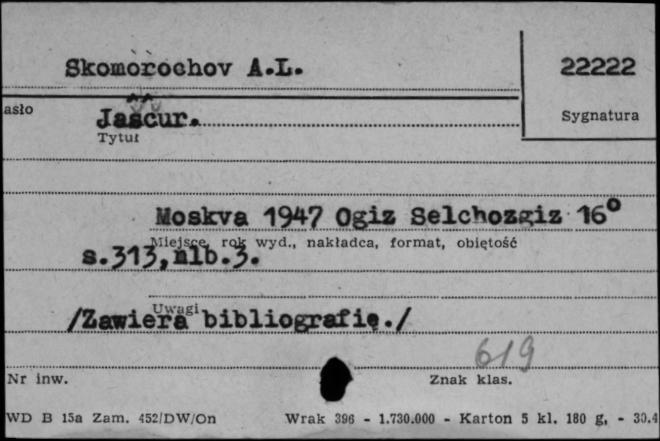 Skomorochov A.L.
22222
asło
Sygnatura
Jaščur.
Tytuł
Moskva 1947 Ogiz Selchozgiz 16°
Miejsce, rok wyd., nakładca, format, objętość
s.313,nlb.3.
Uwagi
/Zawiera bibliografię./
619
Nr inw.
Znak klas.
WD B 15a Zam. 452/DW/On Wrak 396 - 1.730.000 - Karton 5 kl. 180 g, - 30.4